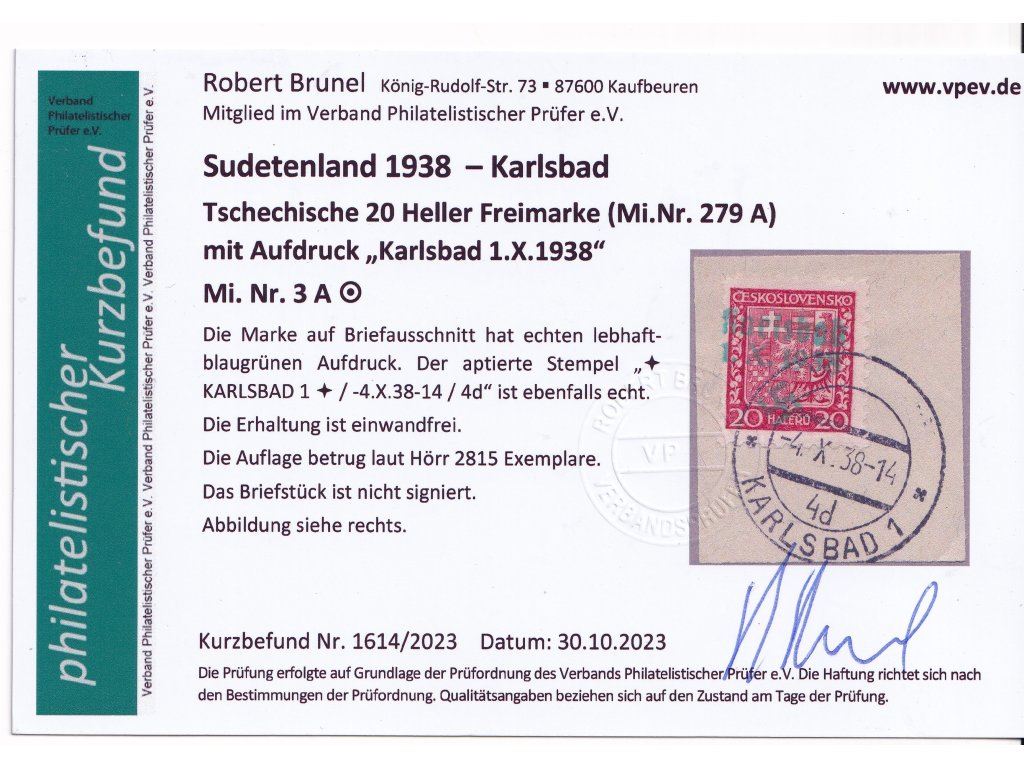 Verband
Philatelistischer
Prüfer e.V.
philatelistischer
Kurzbefund
Verband Philatelistischer Prüfer e.V. Verband Philatelistischer Prüfer e.V. Verband Philatelistischer Prüfer e.V. Verband Philatelistischer Prüfer e.V.
Robert Brunel König-Rudolf-Str. 73 ▪ 87600 Kaufbeuren
www.vpev.de
Mitglied im Verband Philatelistischer Prüfer e.V.
Sudetenland 1938 – Karlsbad
Tschechische 20 Heller Freimarke (Mi.Nr. 279 A)
mit Aufdruck „Karlsbad 1.X.1938“
Mi. Nr. 3 A ⊙
Die Marke auf Briefausschnitt hat echten lebhaft-
blaugrünen Aufdruck. Der aptierte Stempel „✦
KARLSBAD 1 ✦ / -4.X.38-14 / 4d“ ist ebenfalls echt.
Die Erhaltung ist einwandfrei.
Die Auflage betrug laut Hörr 2815 Exemplare.
Das Briefstück ist nicht signiert.
Abbildung siehe rechts.
ČESKOSLOVENSKO
Karlsbad
1.X.1938
20 HALÉŘŮ 20
-4.X.38-14
4d
* KARLSBAD 1 *
VP
Kurzbefund Nr. 1614/2023 Datum: 30.10.2023
Die Prüfung erfolgte auf Grundlage der Prüfordnung des Verbands Philatelistischer Prüfer e.V. Die Haftung richtet sich nach
den Bestimmungen der Prüfordnung. Qualitätsangaben beziehen sich auf den Zustand am Tage der Prüfung.